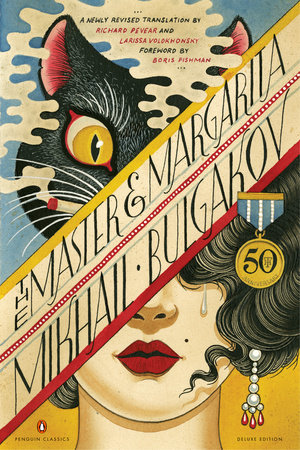 A NEWLY REVISED TRANSLATION BY
RICHARD PEVEAR AND
LARISSA VOLOKHONSKY
FOREWORD BY
BORIS FISHMAN
THE MASTER & MARGARITA
MIKHAIL · BULGAKOV
50TH
ANNIVERSARY
PENGUIN CLASSICS
DELUXE EDITION